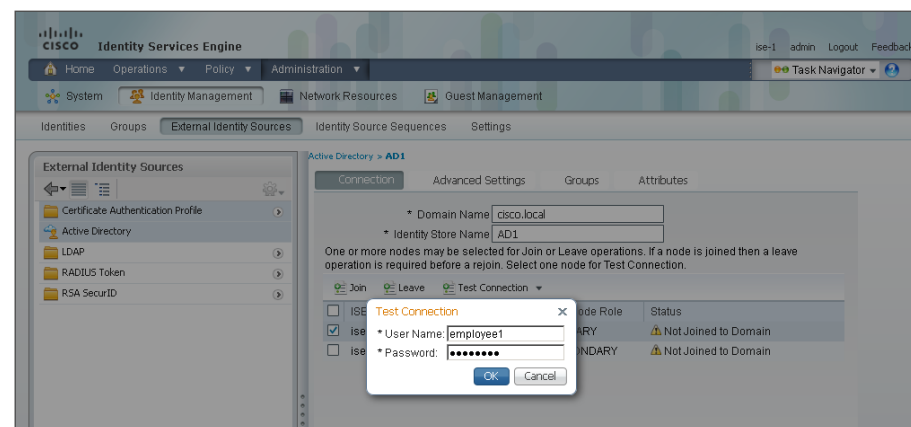 CISCO Identity Services Engine
ise-1 admin Logout Feedback
Home Operations Policy Administration
Task Navigator
System Identity Management Network Resources Guest Management
Identities Groups External Identity Sources Identity Source Sequences Settings
External Identity Sources
Certificate Authentication Profile
Active Directory
LDAP
RADIUS Token
RSA SecurID
Active Directory > AD1
Connection Advanced Settings Groups Attributes
* Domain Name cisco.local
* Identity Store Name AD1
One or more nodes may be selected for Join or Leave operations. If a node is joined then a leave
operation is required before a rejoin. Select one node for Test Connection.
Join Leave Test Connection
ISE ode Role Status
ise ARY Not Joined to Domain
ise ONDARY Not Joined to Domain
Test Connection
* User Name: employee1
* Password: ●●●●●●●●
OK Cancel